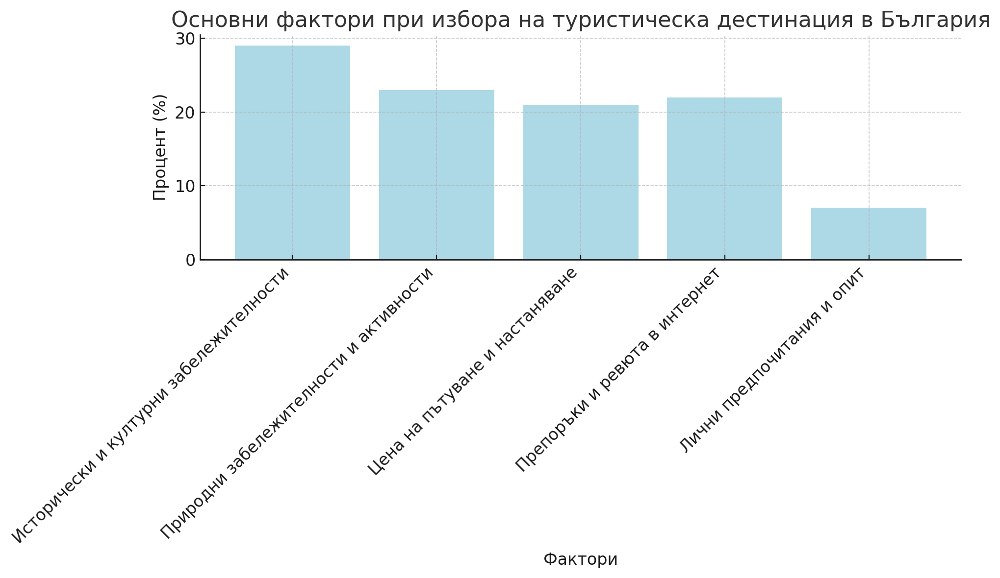 Основни фактори при избора на туристическа дестинация в България
Процент (%)
30
20
10
0
Исторически и културни забележителности
Природни забележителности и активности
Цена на пътуване и настаняване
Препоръки и ревюта в интернет
Лични предпочитания и опит
Фактори